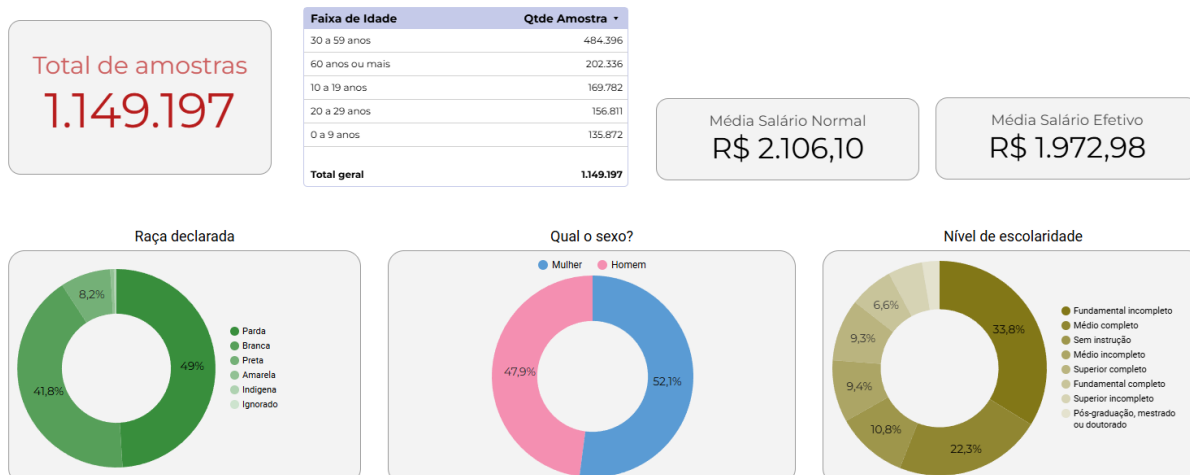 Total de amostras
1.149.197
Faixa de Idade Qtde Amostra
30 a 59 anos 484.396
60 anos ou mais 202.336
10 a 19 anos 169.782
20 a 29 anos 156.811
0 a 9 anos 135.872
Total geral 1.149.197
Média Salário Normal
R$ 2.106,10
Média Salário Efetivo
R$ 1.972,98
Raça declarada
8,2%
49%
41,8%
Parda
Branca
Preta
Amarela
Indígena
Ignorado
Qual o sexo?
Mulher Homem
47,9%
52,1%
Nível de escolaridade
6,6%
33,8%
9,3%
9,4%
10,8%
22,3%
Fundamental incompleto
Médio completo
Sem instrução
Médio incompleto
Superior completo
Fundamental completo
Superior incompleto
Pós-graduação, mestrado
ou doutorado